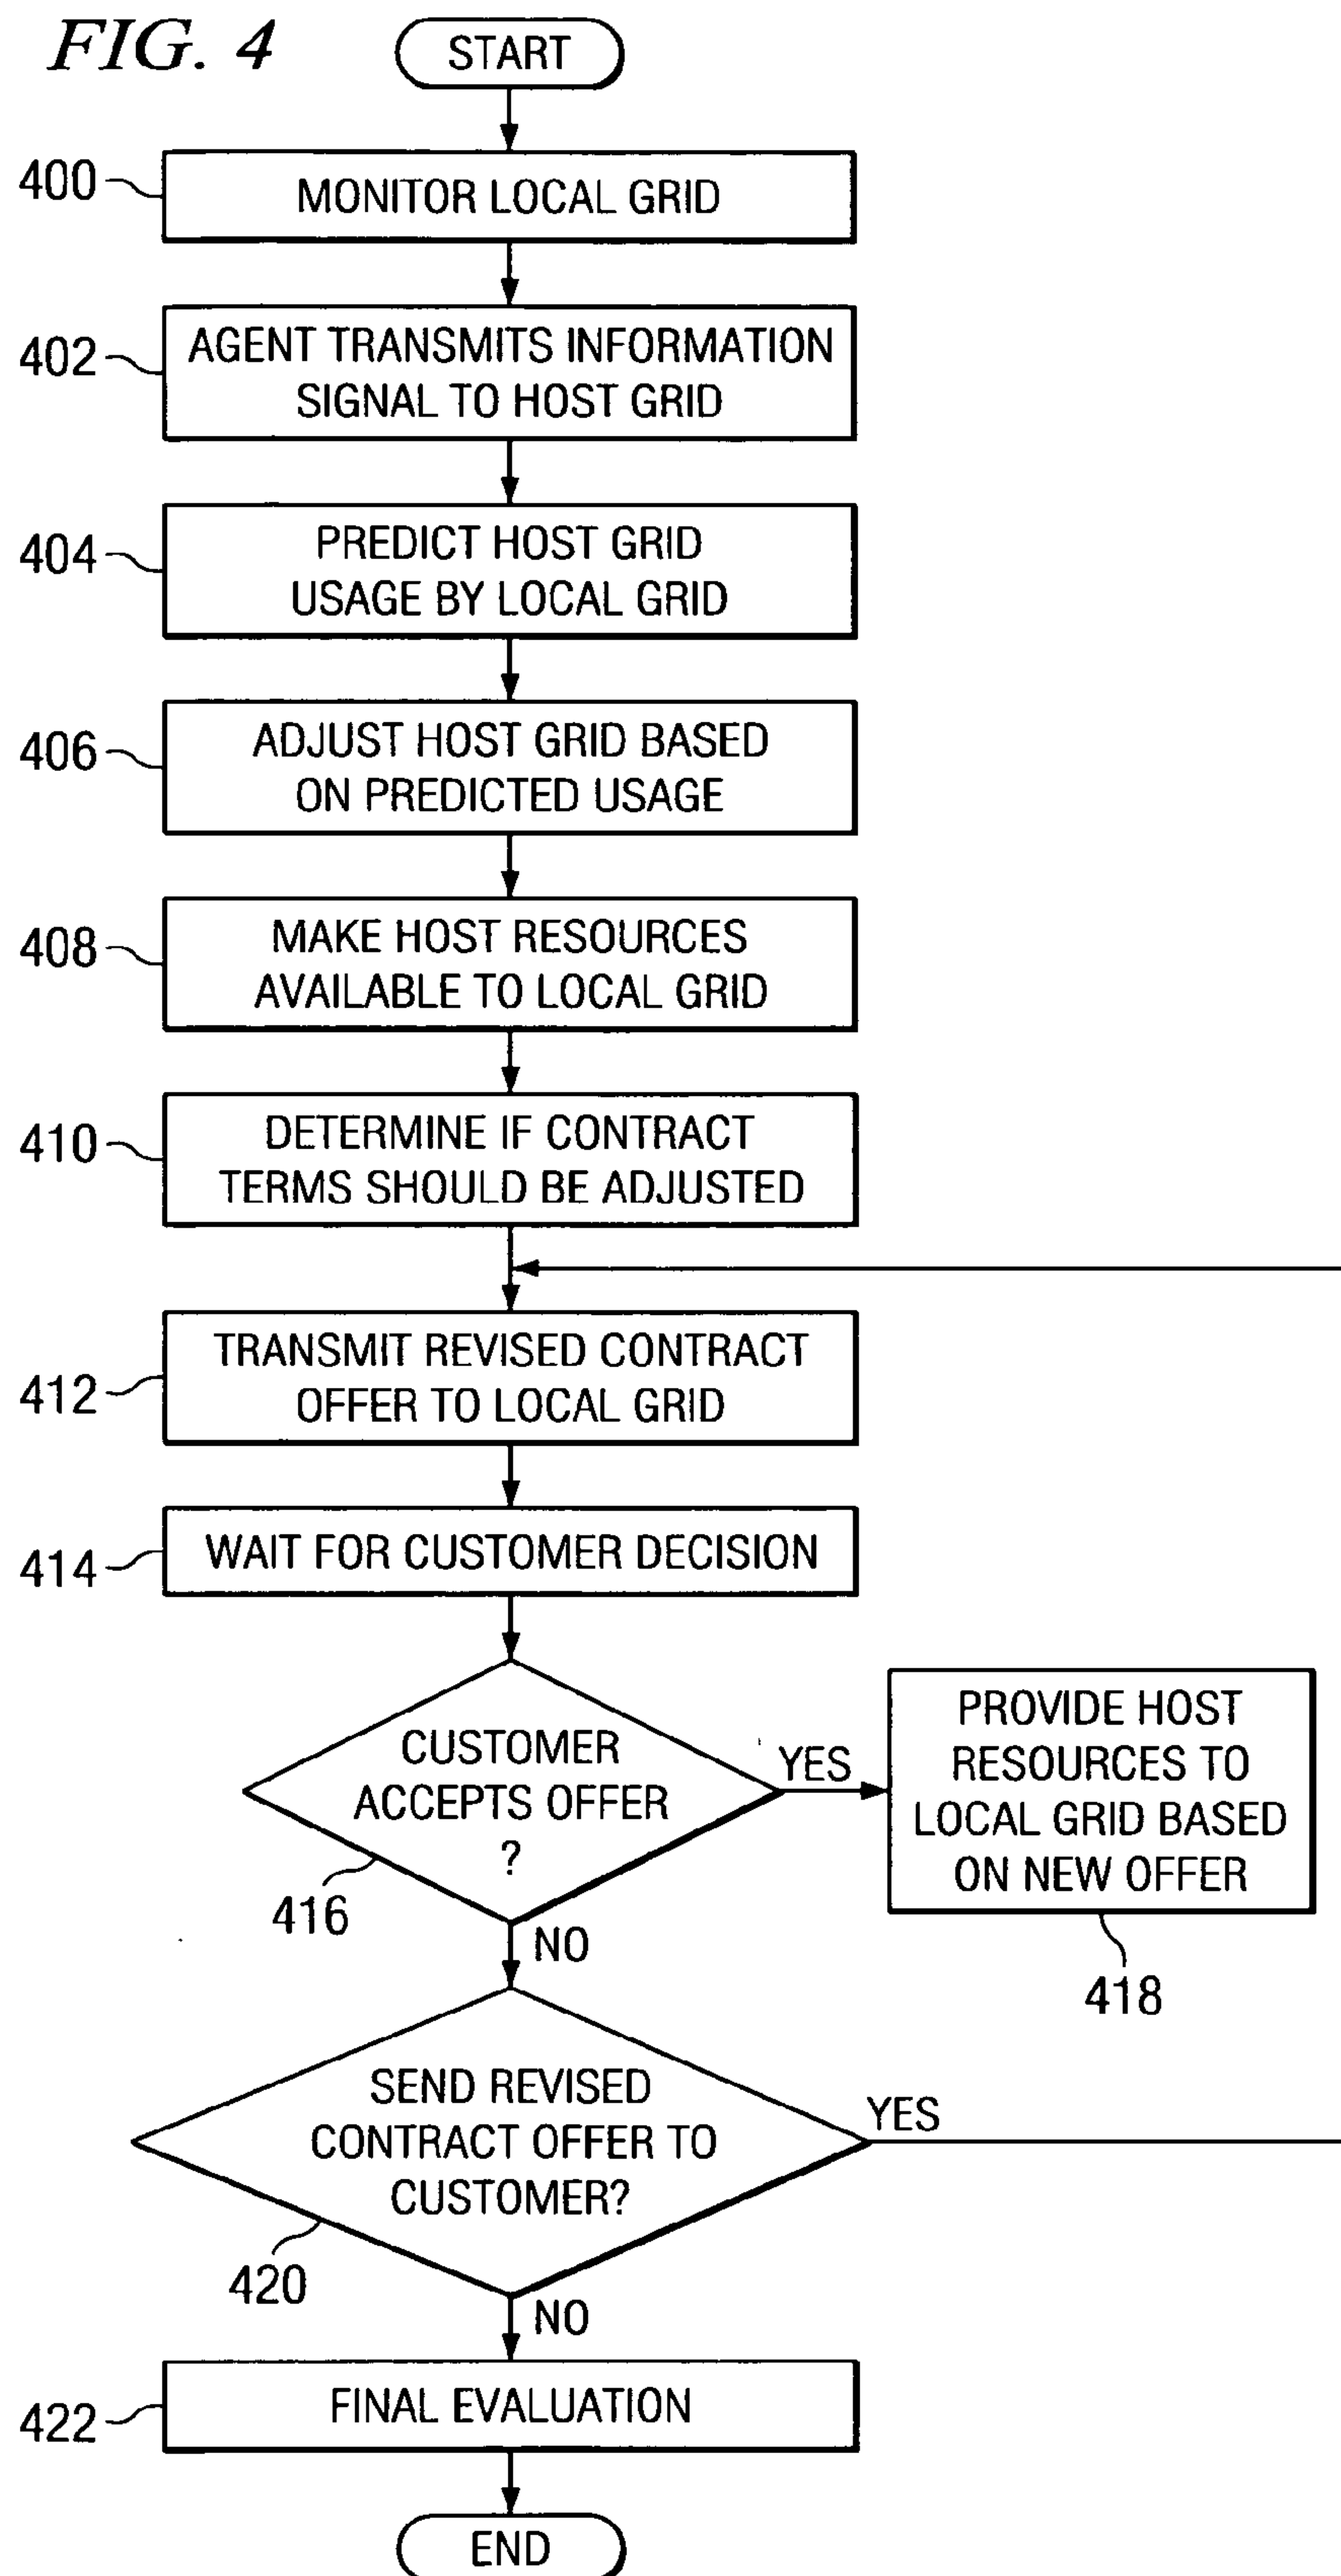 FIG. 4
START
400
MONITOR LOCAL GRID
402
AGENT TRANSMITS INFORMATION
SIGNAL TO HOST GRID
404
PREDICT HOST GRID
USAGE BY LOCAL GRID
406
ADJUST HOST GRID BASED
ON PREDICTED USAGE
408
MAKE HOST RESOURCES
AVAILABLE TO LOCAL GRID
410
DETERMINE IF CONTRACT
TERMS SHOULD BE ADJUSTED
412
TRANSMIT REVISED CONTRACT
OFFER TO LOCAL GRID
414
WAIT FOR CUSTOMER DECISION
416
CUSTOMER
ACCEPTS OFFER
?
YES
PROVIDE HOST
RESOURCES TO
LOCAL GRID BASED
ON NEW OFFER
418
NO
420
SEND REVISED
CONTRACT OFFER TO
CUSTOMER?
YES
NO
422
FINAL EVALUATION
END